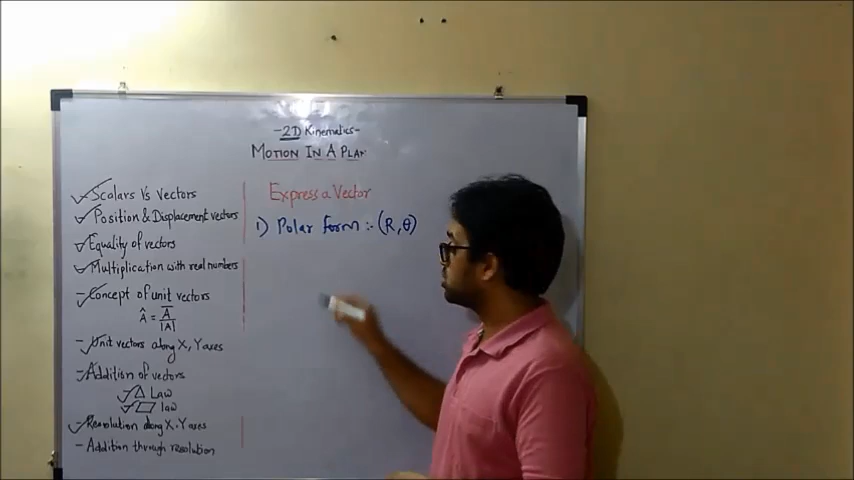 -2D Kinematics-
MOTION IN A PLAN
✓ Scalars Vs Vectors
✓ Position & Displacement vectors
✓ Equality of vectors
✓ Multiplication with real numbers
- Concept of unit vectors
Â = A⃗ / |A⃗|
- Unit vectors along X, Y axes
- Addition of vectors
✓ △ Law
✓ ▱ law
- Resolution along X, Y axes
- Addition through resolution
Express a Vector
1) Polar form :- (R, θ)